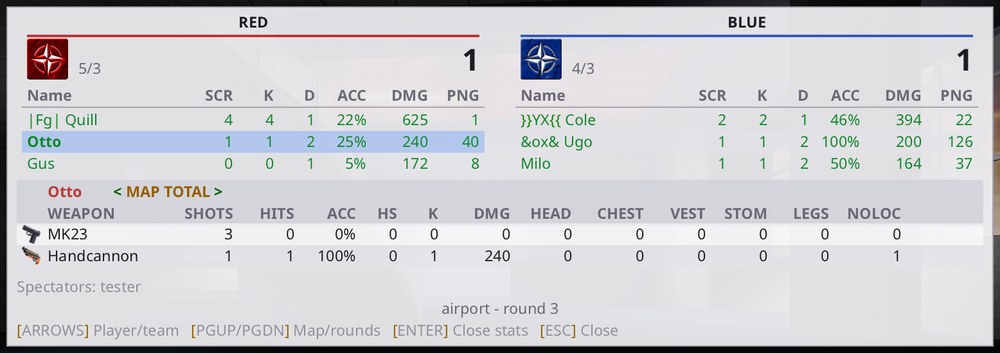 RED BLUE
5/3 1 4/3 1
Name SCR K D ACC DMG PNG Name SCR K D ACC DMG PNG
|Fg| Quill 4 4 1 22% 625 1 }}YX{{ Cole 2 2 1 46% 394 22
Otto 1 1 2 25% 240 40 &ox& Ugo 1 1 2 100% 200 126
Gus 0 0 1 5% 172 8 Milo 1 1 2 50% 164 37
Otto < MAP TOTAL >
WEAPON SHOTS HITS ACC HS K DMG HEAD CHEST VEST STOM LEGS NOLOC
MK23 3 0 0% 0 0 0 0 0 0 0 0 0
Handcannon 1 1 100% 0 1 240 0 0 0 0 0 1
Spectators: tester
airport - round 3
[ARROWS] Player/team [PGUP/PGDN] Map/rounds [ENTER] Close stats [ESC] Close